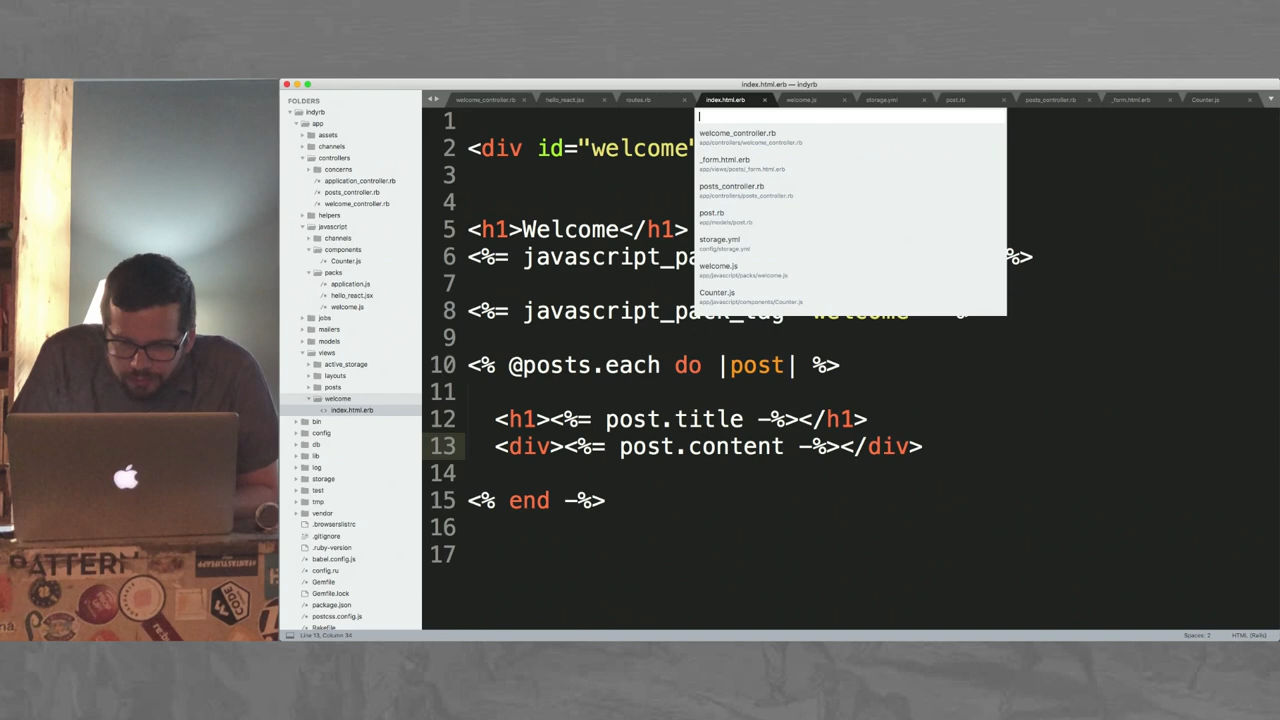 index.html.erb — indyrb
FOLDERS
indyrb
app
assets
channels
controllers
concerns
application_controller.rb
posts_controller.rb
welcome_controller.rb
helpers
javascript
channels
components
Counter.js
packs
application.js
hello_react.jsx
welcome.js
jobs
mailers
models
views
active_storage
layouts
posts
welcome
index.html.erb
bin
config
db
lib
log
storage
test
tmp
vendor
.browserslistrc
.gitignore
.ruby-version
babel.config.js
config.ru
Gemfile
Gemfile.lock
package.json
postcss.config.js
Rakefile
welcome_controller.rb
hello_react.jsx
routes.rb
index.html.erb
welcome.js
storage.yml
post.rb
posts_controller.rb
_form.html.erb
Counter.js
welcome_controller.rb
app/controllers/welcome_controller.rb
_form.html.erb
app/views/posts/_form.html.erb
posts_controller.rb
app/controllers/posts_controller.rb
post.rb
app/models/post.rb
storage.yml
config/storage.yml
welcome.js
app/javascript/packs/welcome.js
Counter.js
app/javascript/components/Counter.js
1
2 <div id="welcome"
3
4
5 <h1>Welcome</h1>
6 <%= javascript_pa %>
7
8 <%= javascript_pack_tag "welcome" %>
9
10 <% @posts.each do |post| %>
11
12 <h1><%= post.title -%></h1>
13 <div><%= post.content -%></div>
14
15 <% end -%>
16
17
Line 13, Column 34
Spaces: 2
HTML (Rails)
PATTERN
CODE